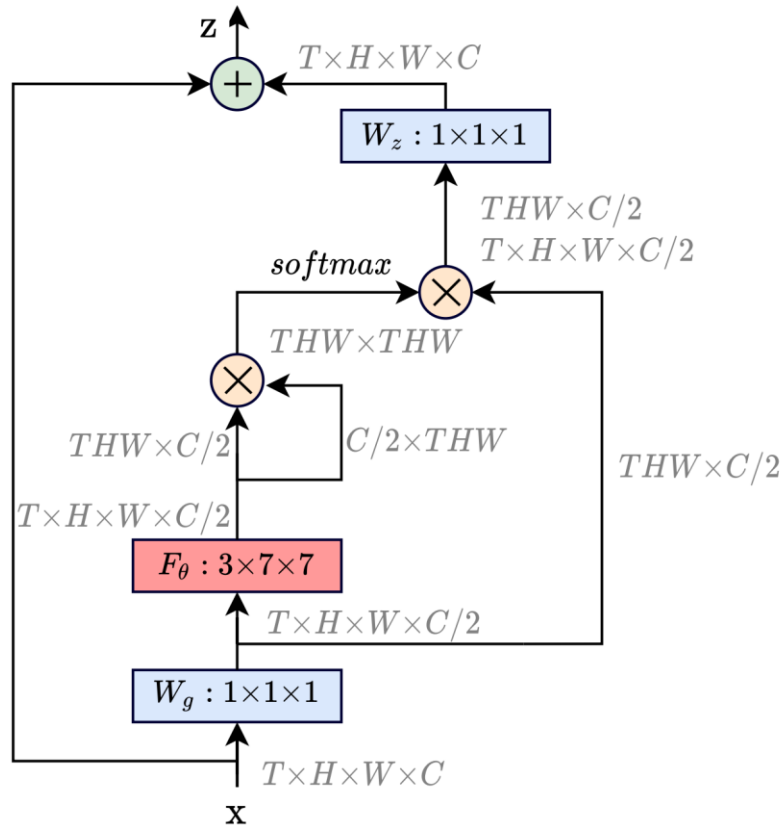 z
T×H×W×C
+
W_z : 1×1×1
THW×C/2
T×H×W×C/2
softmax
×
THW×THW
×
THW×C/2
C/2×THW
THW×C/2
T×H×W×C/2
F_θ : 3×7×7
T×H×W×C/2
W_g : 1×1×1
T×H×W×C
x